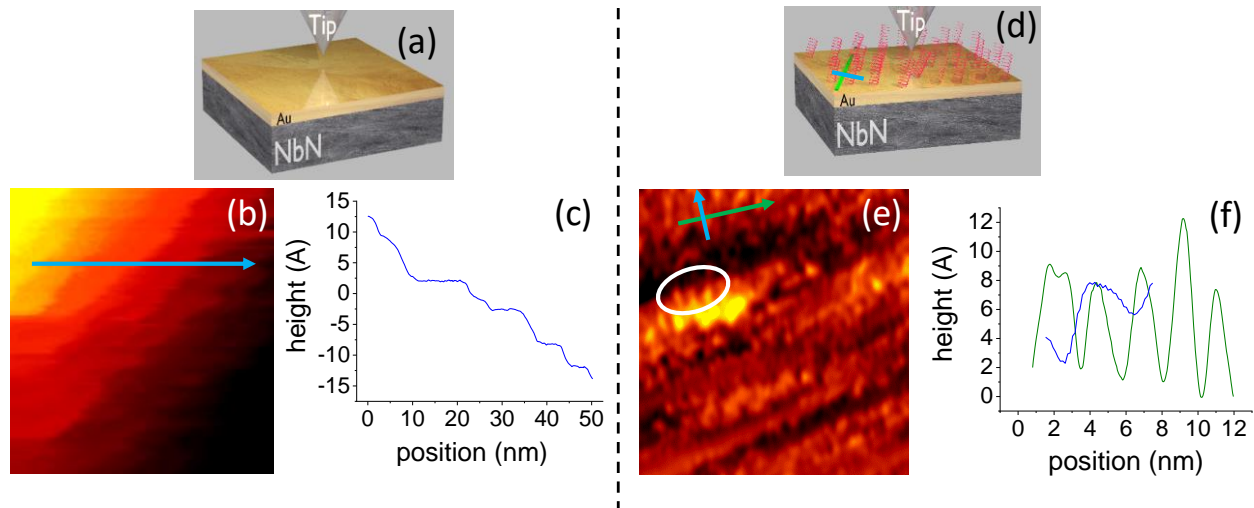 Tip
(a)
Au
NbN
(b)
(c)
height (A)
15
10
5
0
-5
-10
-15
0 10 20 30 40 50
position (nm)
Tip
(d)
Au
NbN
(e)
(f)
height (A)
12
10
8
6
4
2
0
0 2 4 6 8 10 12
position (nm)